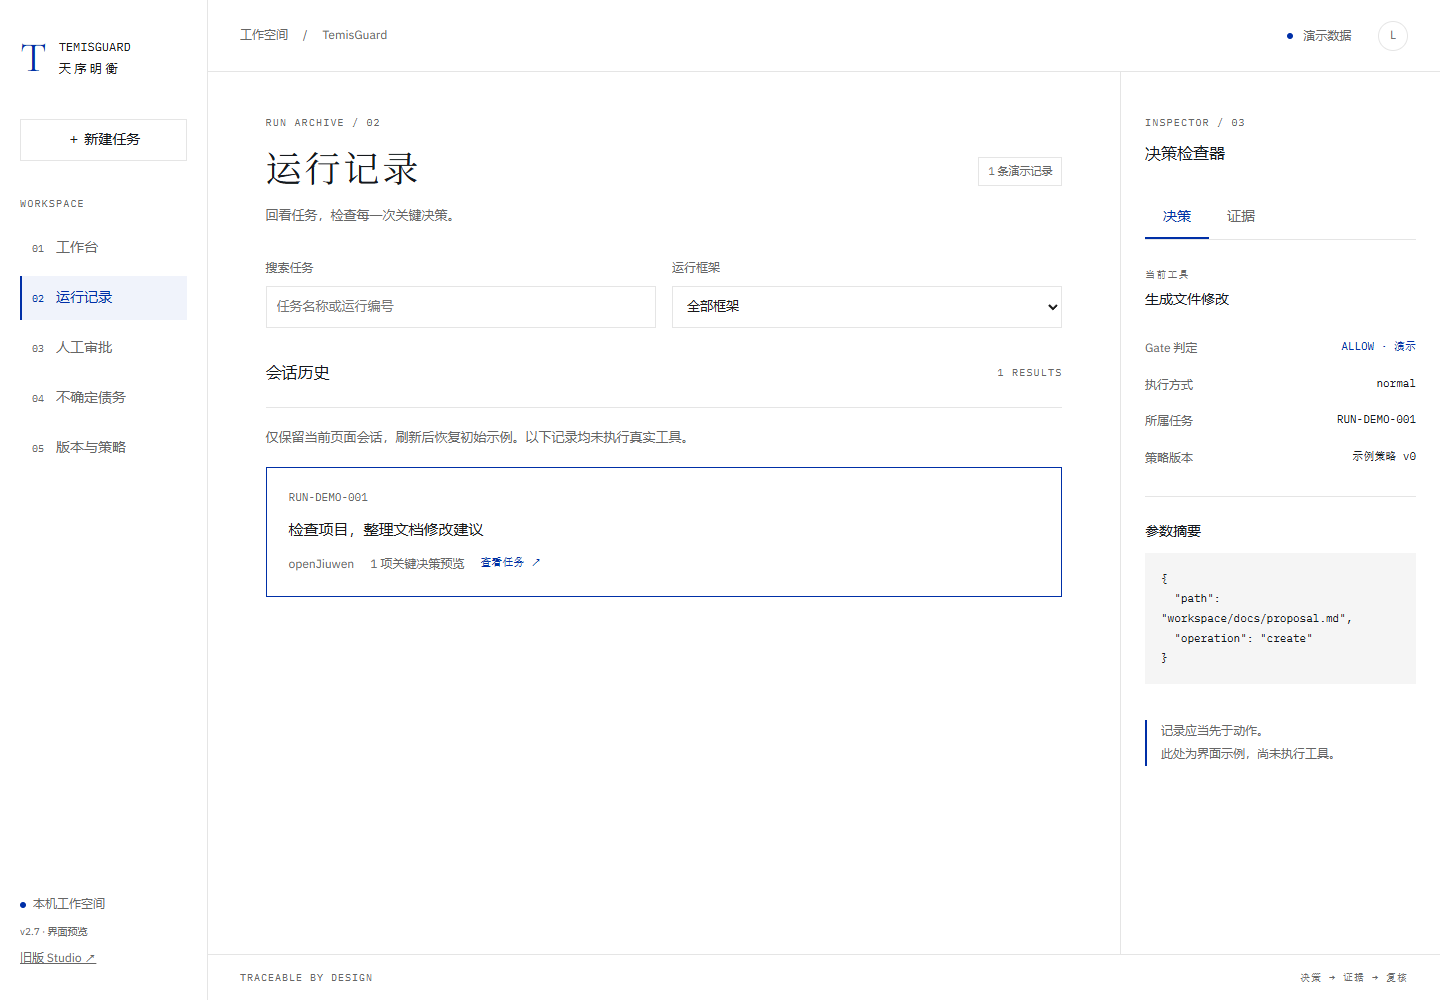 T
TEMISGUARD
天序明衡
+ 新建任务
WORKSPACE
01 工作台
02 运行记录
03 人工审批
04 不确定债务
05 版本与策略
本机工作空间
v2.7 · 界面预览
旧版 Studio ↗
工作空间 / TemisGuard
演示数据
L
RUN ARCHIVE / 02
运行记录
1 条演示记录
回看任务，检查每一次关键决策。
搜索任务
运行框架
任务名称或运行编号
全部框架
会话历史
1 RESULTS
仅保留当前页面会话，刷新后恢复初始示例。以下记录均未执行真实工具。
RUN-DEMO-001
检查项目，整理文档修改建议
openJiuwen 1 项关键决策预览 查看任务 ↗
INSPECTOR / 03
决策检查器
决策 证据
当前工具
生成文件修改
Gate 判定 ALLOW · 演示
执行方式 normal
所属任务 RUN-DEMO-001
策略版本 示例策略 v0
参数摘要
{
"path":
"workspace/docs/proposal.md",
"operation": "create"
}
记录应当先于动作。
此处为界面示例，尚未执行工具。
TRACEABLE BY DESIGN
决策 → 证据 → 复核